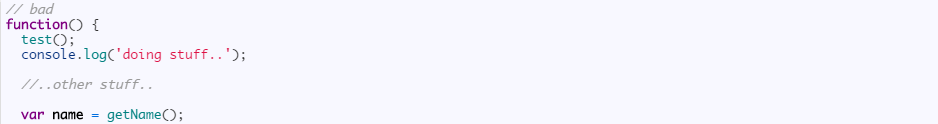 // bad
function() {
  test();
  console.log('doing stuff..');

  //..other stuff..

  var name = getName();